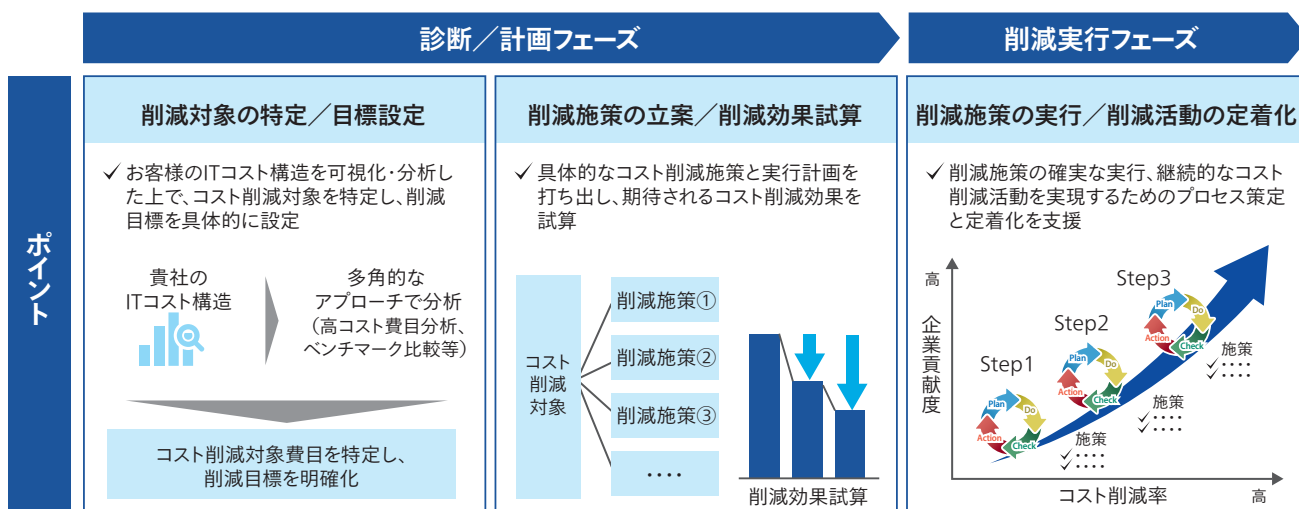 診断／計画フェーズ
削減実行フェーズ
ポイント
削減対象の特定／目標設定
✓ お客様のITコスト構造を可視化・分析し
た上で、コスト削減対象を特定し、削減
目標を具体的に設定
貴社の
ITコスト構造
多角的な
アプローチで分析
（高コスト費目分析、
ベンチマーク比較等）
コスト削減対象費目を特定し、
削減目標を明確化
削減施策の立案／削減効果試算
✓ 具体的なコスト削減施策と実行計画を
打ち出し、期待されるコスト削減効果を
試算
コスト
削減
対象
削減施策①
削減施策②
削減施策③
‥‥
削減効果試算
削減施策の実行／削減活動の定着化
✓ 削減施策の確実な実行、継続的なコスト
削減活動を実現するためのプロセス策定
と定着化を支援
高
企業貢献度
Step1
Plan
Do
Check
Action
施策
✓‥‥
✓‥‥
Step2
Plan
Do
Check
Action
施策
✓‥‥
✓‥‥
Step3
Plan
Do
Check
Action
施策
✓‥‥
✓‥‥
コスト削減率
高